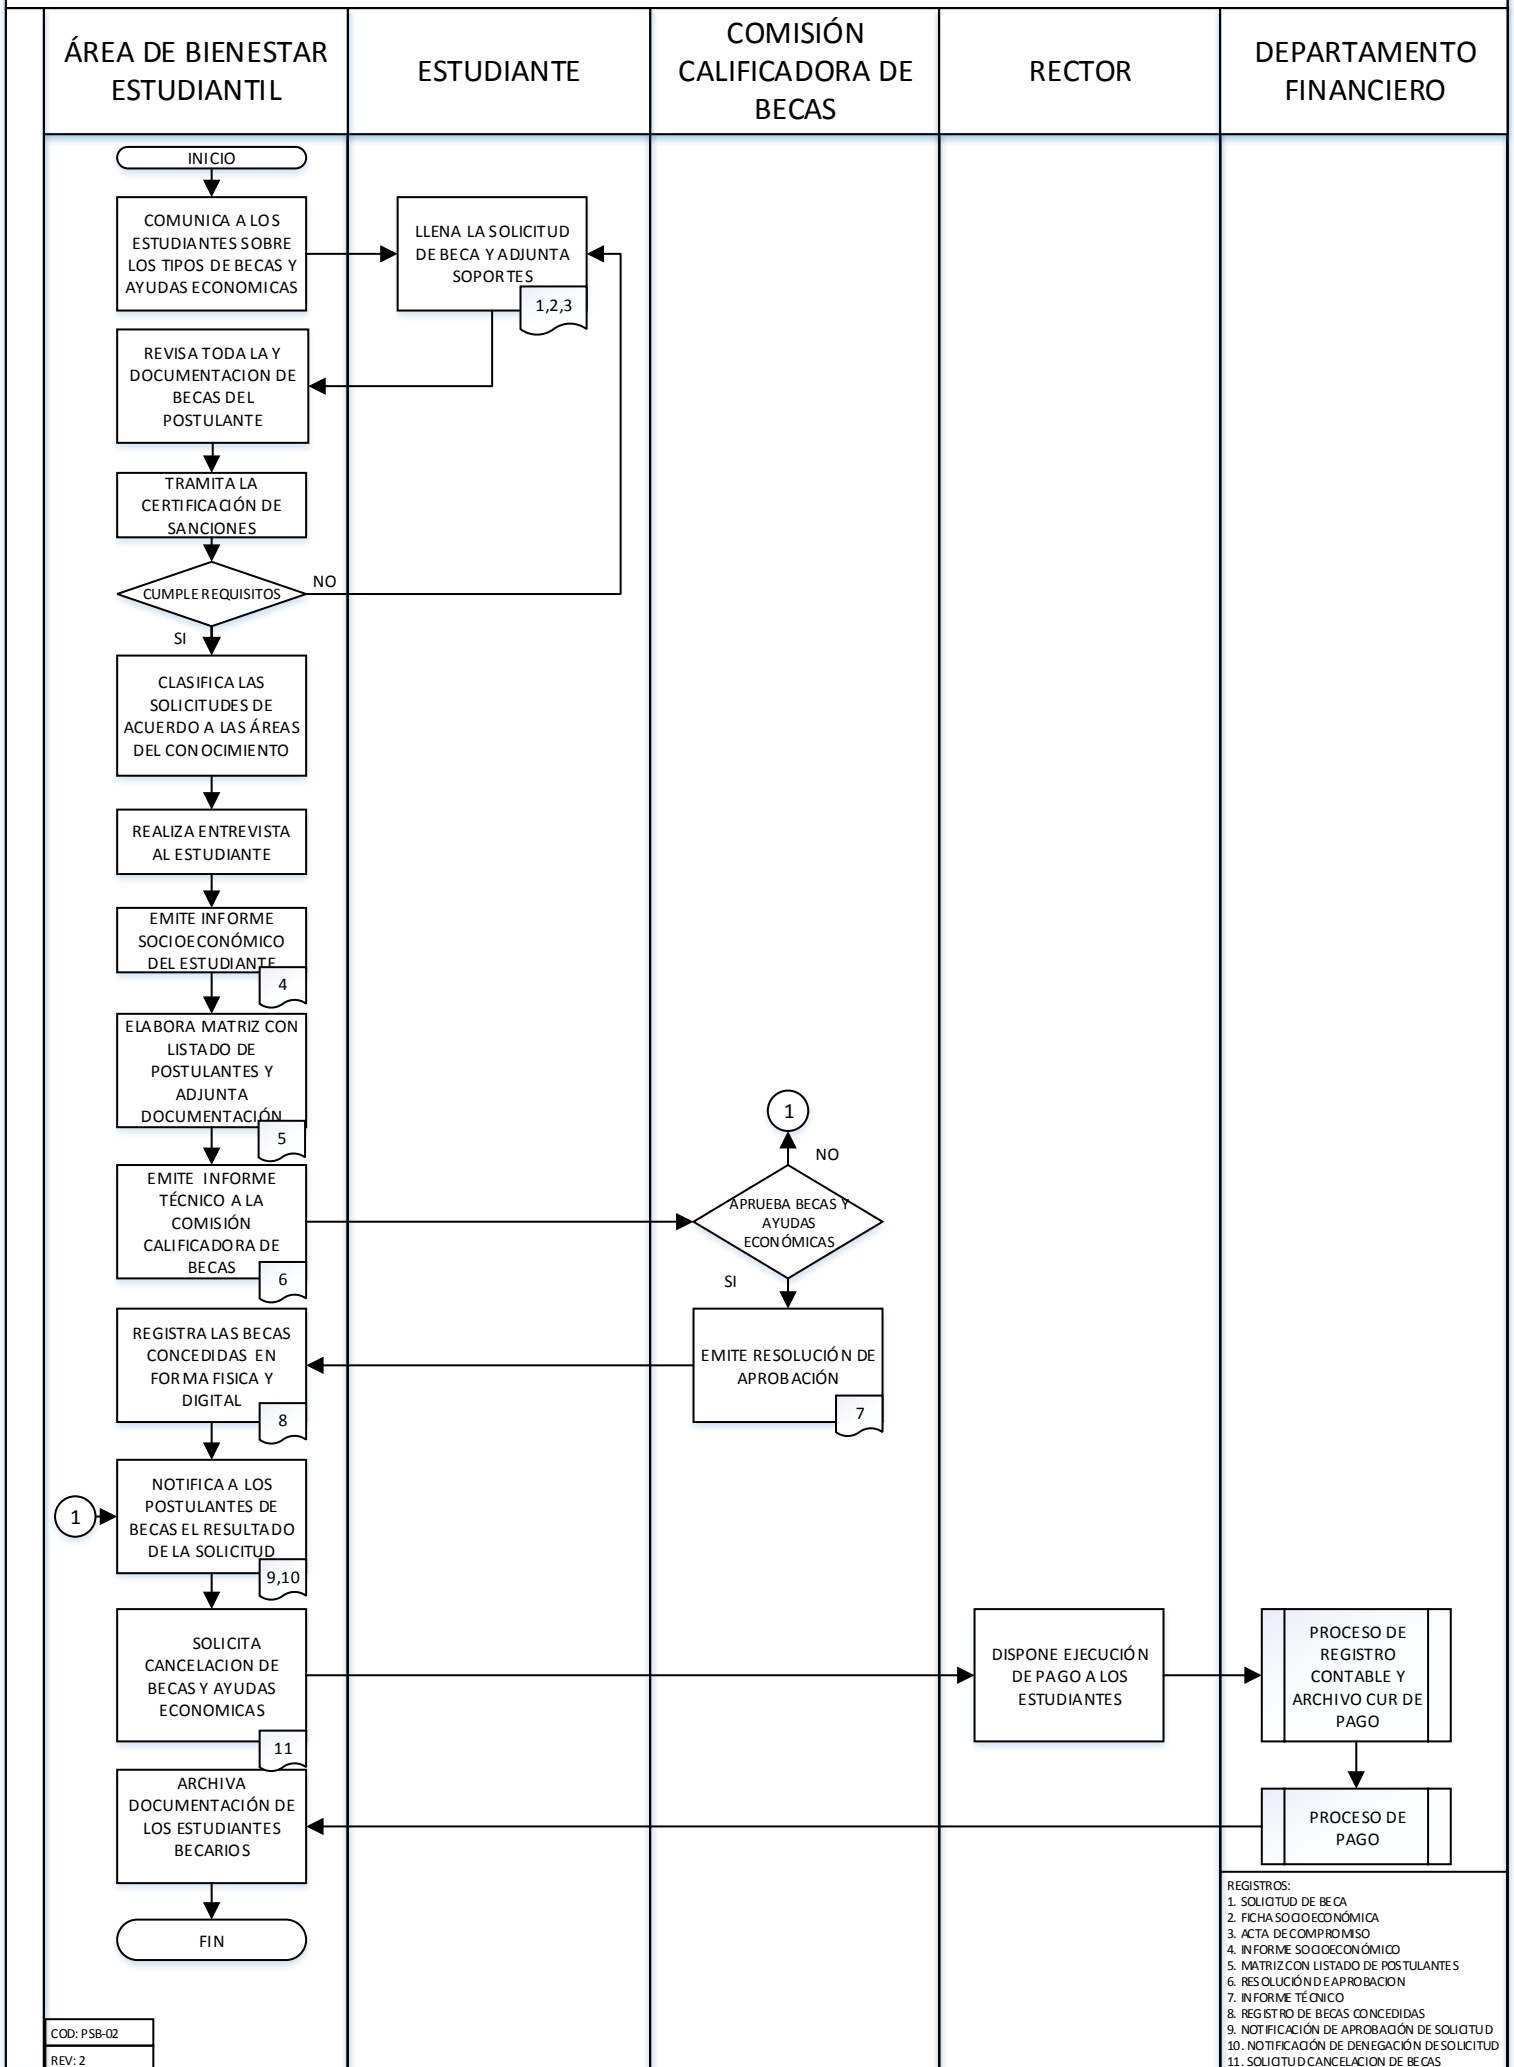 ÁREA DE BIENESTAR
ESTUDIANTIL
ESTUDIANTE
COMISIÓN
CALIFICADORA DE
BECAS
RECTOR
DEPARTAMENTO
FINANCIERO
INICIO
COMUNICA A LOS
ESTUDIANTES SOBRE
LOS TIPOS DE BECAS Y
AYUDAS ECONOMICAS
LLENA LA SOLICITUD
DE BECA Y ADJUNTA
SOPORTES
1,2,3
REVISA TODA LA Y
DOCUMENTACION DE
BECAS DEL
POSTULANTE
TRAMITA LA
CERTIFICACIÓN DE
SANCIONES
CUMPLE REQUISITOS
NO
SI
CLASIFICA LAS
SOLICITUDES DE
ACUERDO A LAS ÁREAS
DEL CONOCIMIENTO
REALIZA ENTREVISTA
AL ESTUDIANTE
EMITE INFORME
SOCIOECONÓMICO
DEL ESTUDIANTE
4
ELABORA MATRIZ CON
LISTADO DE
POSTULANTES Y
ADJUNTA
DOCUMENTACIÓN
5
1
NO
EMITE INFORME
TÉCNICO A LA
COMISIÓN
CALIFICADORA DE
BECAS
6
APRUEBA BECAS Y
AYUDAS
ECONÓMICAS
SI
REGISTRA LAS BECAS
CONCEDIDAS EN
FORMA FISICA Y
DIGITAL
8
EMITE RESOLUCIÓN DE
APROBACIÓN
7
1
NOTIFICA A LOS
POSTULANTES DE
BECAS EL RESULTADO
DE LA SOLICITUD
9,10
SOLICITA
CANCELACION DE
BECAS Y AYUDAS
ECONOMICAS
11
DISPONE EJECUCIÓN
DE PAGO A LOS
ESTUDIANTES
PROCESO DE
REGISTRO
CONTABLE Y
ARCHIVO CUR DE
PAGO
ARCHIVA
DOCUMENTACIÓN DE
LOS ESTUDIANTES
BECARIOS
PROCESO DE
PAGO
FIN
REGISTROS:
1. SOLICITUD DE BECA
2. FICHA SOCIOECONÓMICA
3. ACTA DE COMPROMISO
4. INFORME SOCIOECONÓMICO
5. MATRIZ CON LISTADO DE POSTULANTES
6. RESOLUCIÓN DE APROBACION
7. INFORME TÉCNICO
8. REGISTRO DE BECAS CONCEDIDAS
9. NOTIFICACIÓN DE APROBACIÓN DE SOLICITUD
10. NOTIFICACIÓN DE DENEGACIÓN DE SOLICITUD
11. SOLICITUD CANCELACION DE BECAS
COD: PSB-02
REV: 2